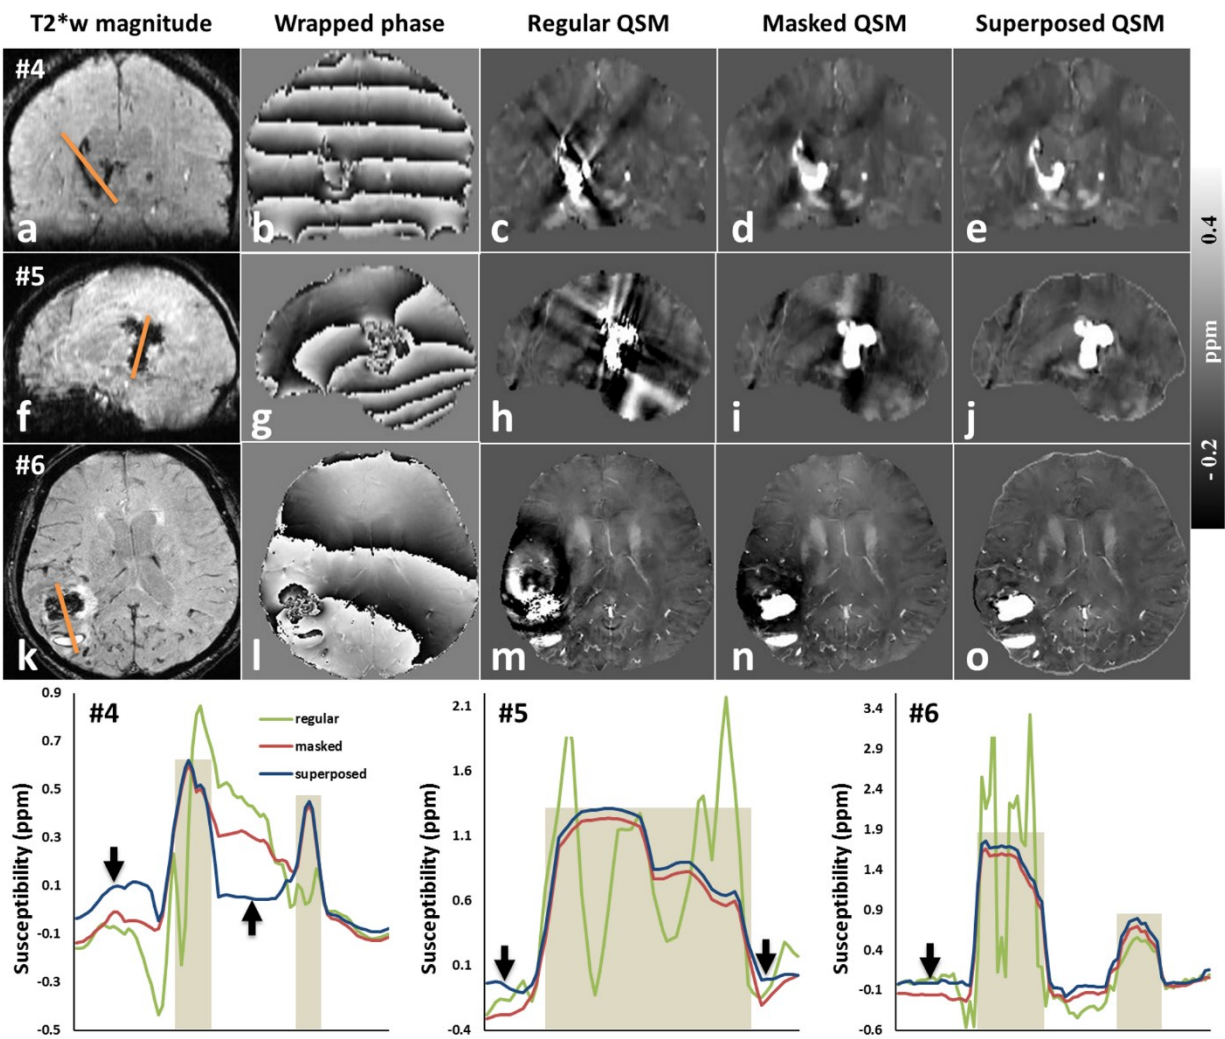 T2*w magnitude Wrapped phase Regular QSM Masked QSM Superposed QSM
#4
a b c d e
#5
f g h i j
#6
k l m n o
0.4
ppm
- 0.2
#4
Susceptibility (ppm)
0.9
0.7
0.5
0.3
0.1
-0.1
-0.3
-0.5
regular
masked
superposed
#5
Susceptibility (ppm)
2.1
1.6
1.1
0.6
0.1
-0.4
#6
Susceptibility (ppm)
3.4
2.9
2.4
1.9
1.4
0.9
0.4
-0.1
-0.6